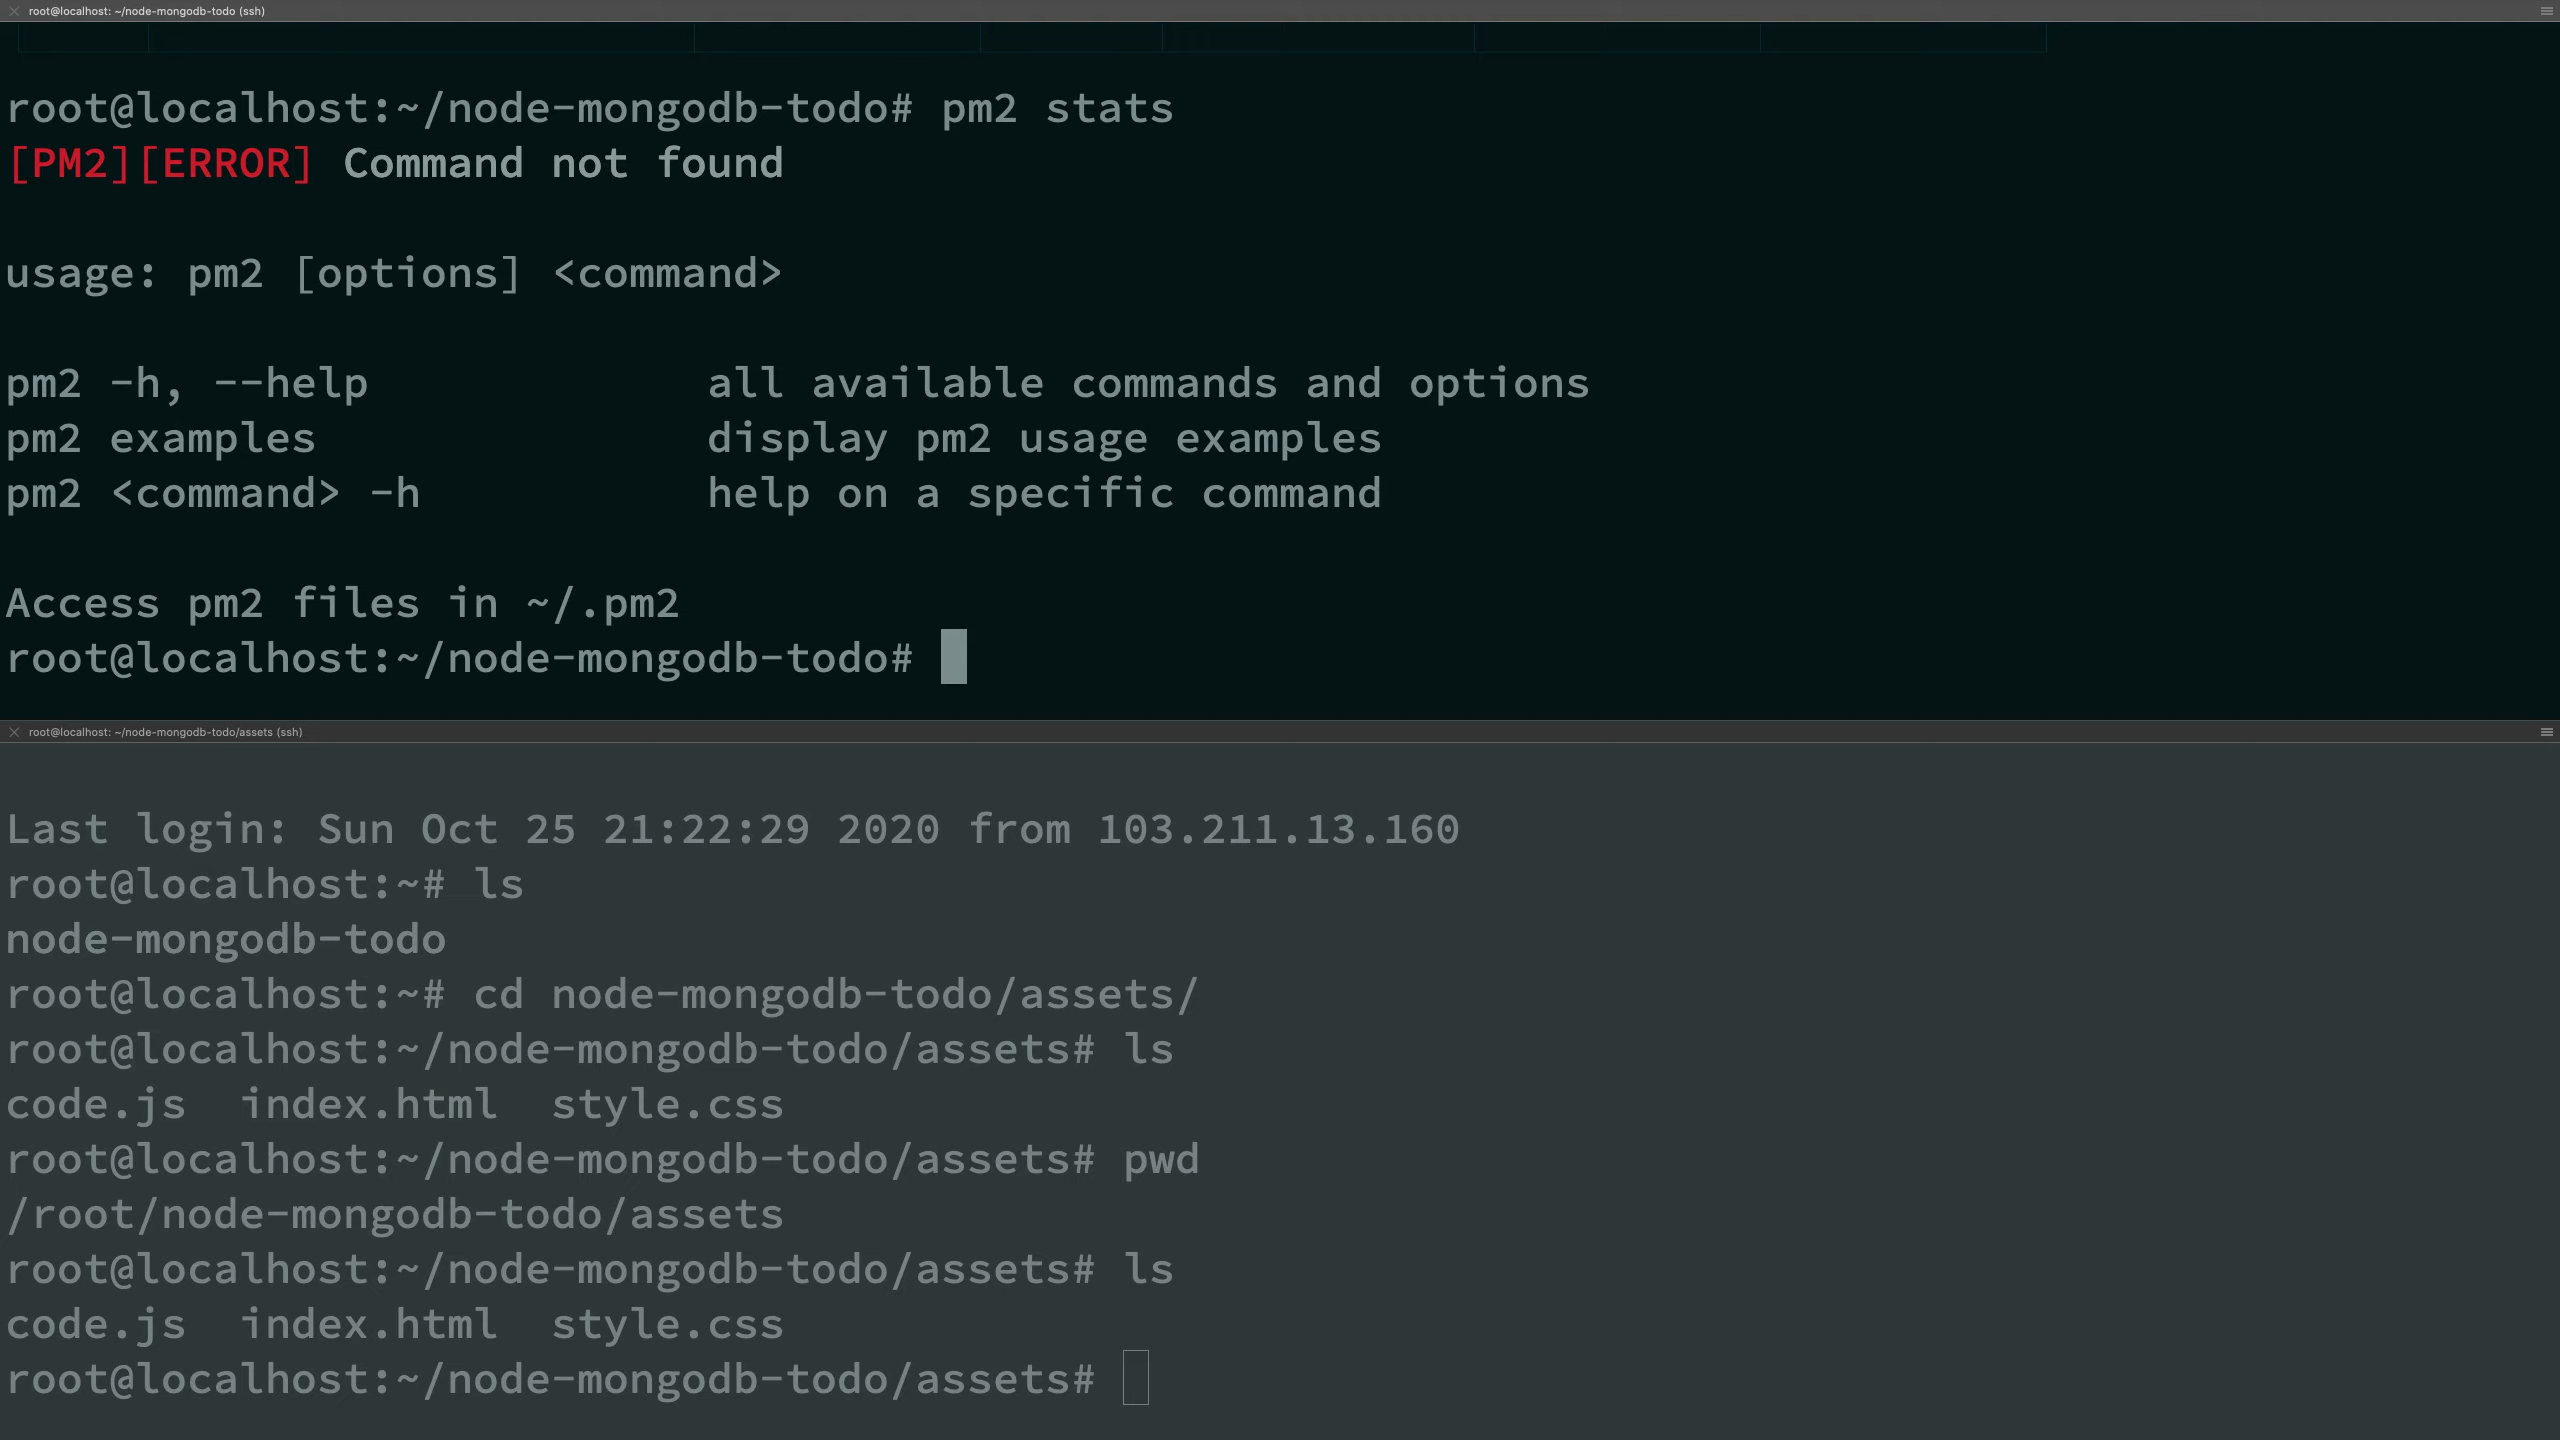 root@localhost: ~/node-mongodb-todo (ssh)
root@localhost:~/node-mongodb-todo# pm2 stats
[PM2][ERROR] Command not found
usage: pm2 [options] <command>
pm2 -h, --help all available commands and options
pm2 examples display pm2 usage examples
pm2 <command> -h help on a specific command
Access pm2 files in ~/.pm2
root@localhost:~/node-mongodb-todo#
root@localhost: ~/node-mongodb-todo/assets (ssh)
Last login: Sun Oct 25 21:22:29 2020 from 103.211.13.160
root@localhost:~# ls
node-mongodb-todo
root@localhost:~# cd node-mongodb-todo/assets/
root@localhost:~/node-mongodb-todo/assets# ls
code.js  index.html  style.css
root@localhost:~/node-mongodb-todo/assets# pwd
/root/node-mongodb-todo/assets
root@localhost:~/node-mongodb-todo/assets# ls
code.js  index.html  style.css
root@localhost:~/node-mongodb-todo/assets#